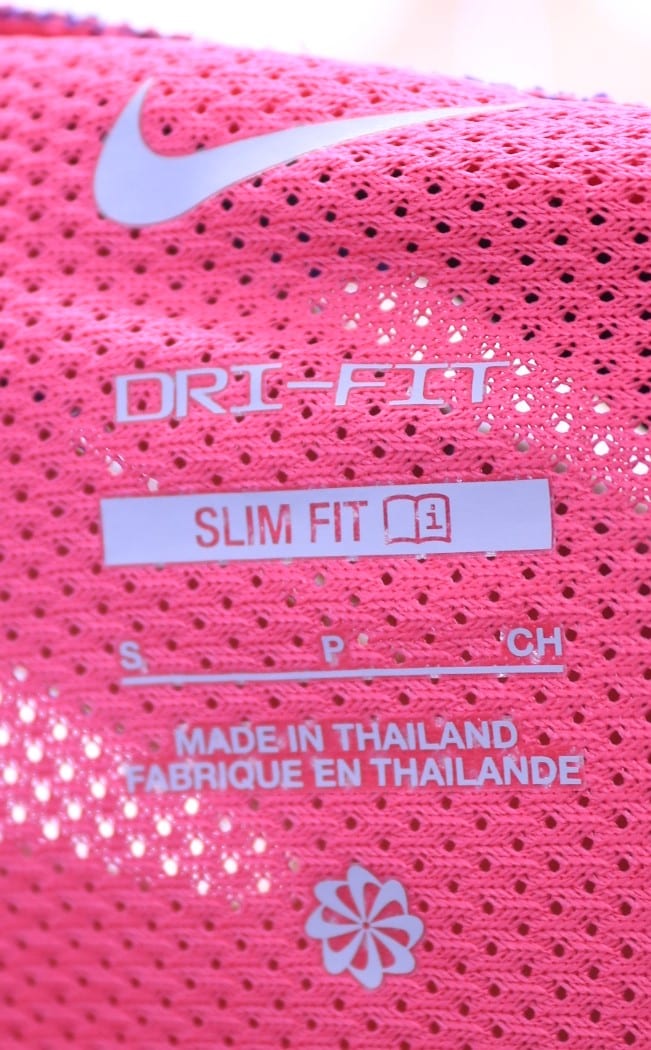 DRI-FIT
SLIM FIT i
S P CH
MADE IN THAILAND
FABRIQUE EN THAILANDE